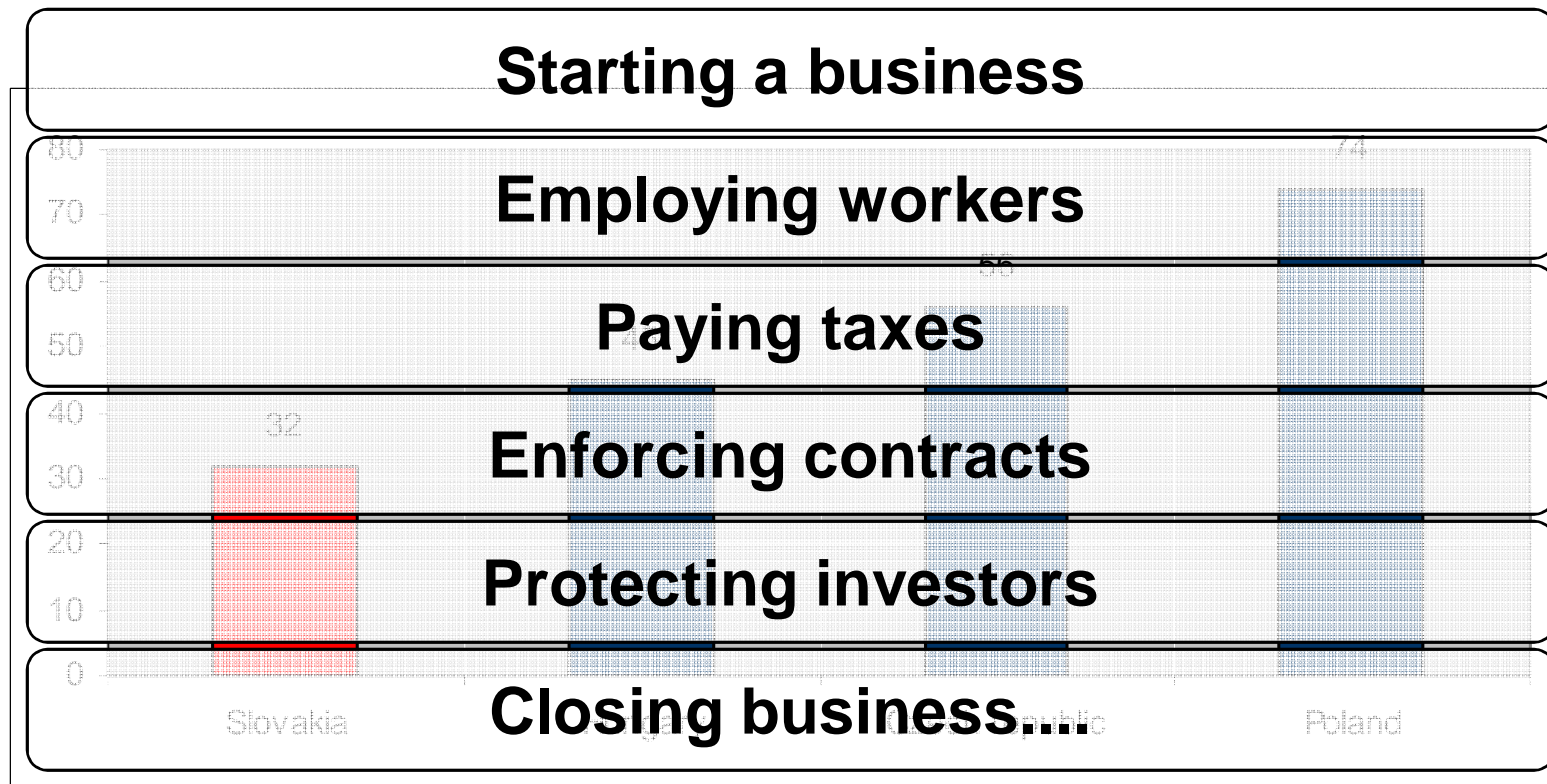 Starting a business
80
74
Employing workers
70
56
60
Paying taxes
50
40
32
Enforcing contracts
30
20
Protecting investors
10
0
Closing business....
Slovakia
Poland